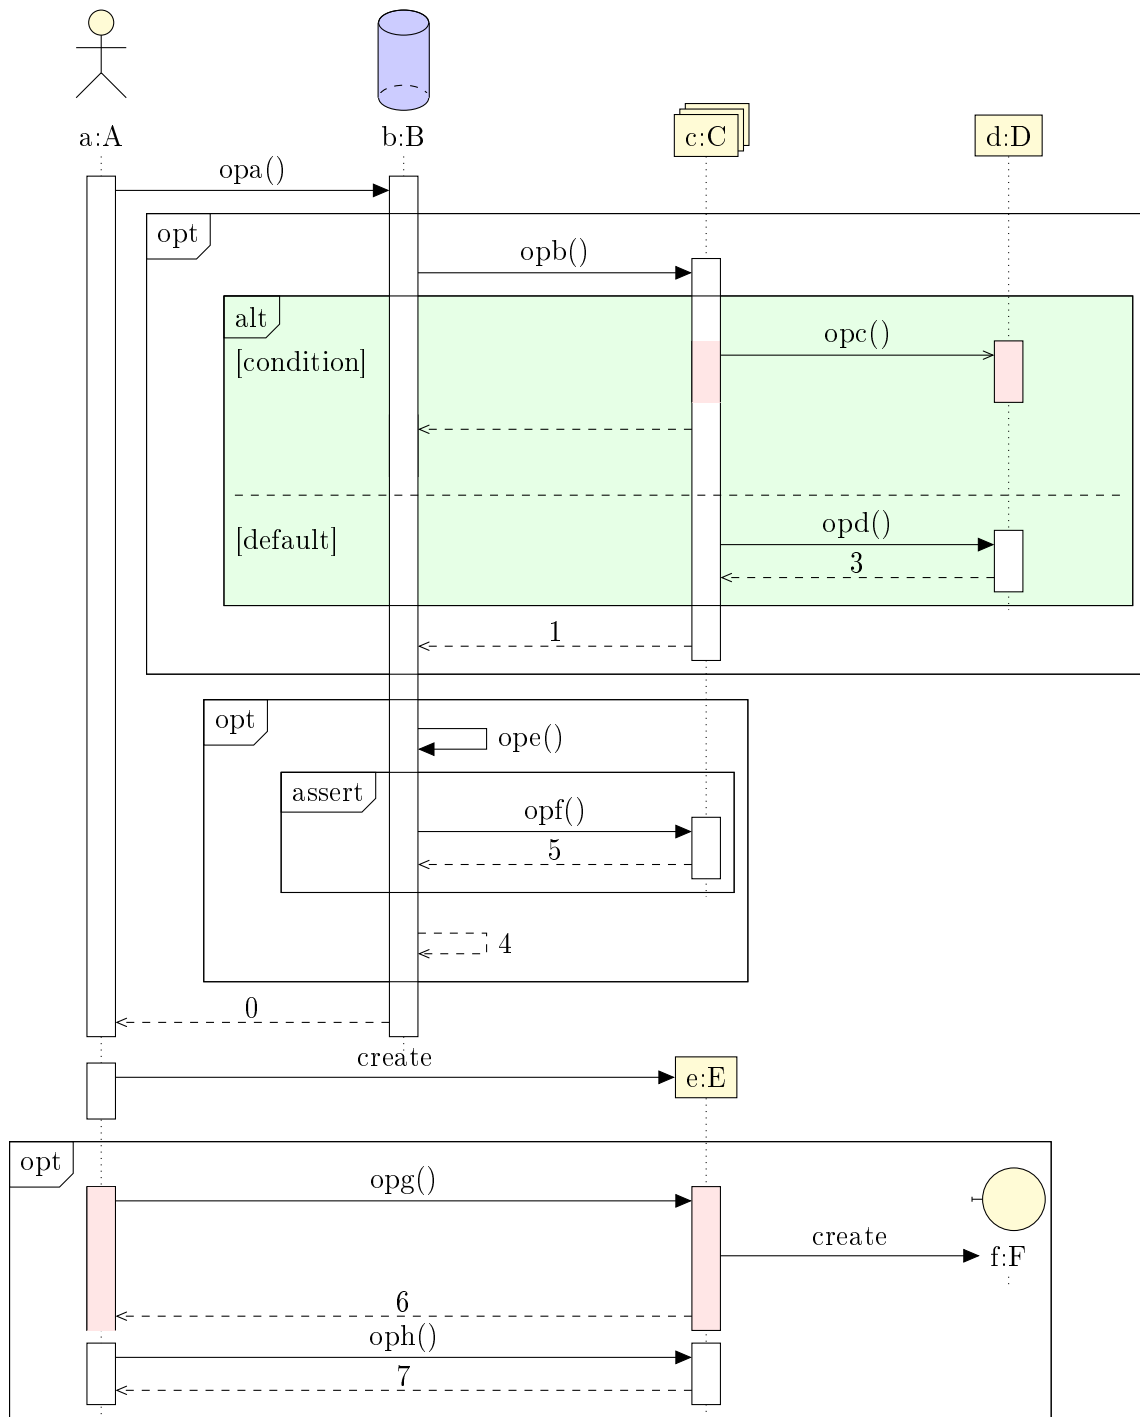 a:A
b:B
c:C
d:D
opa()
opt
opb()
alt
opc()
[condition]
opd()
[default]
3
1
opt
ope()
assert
opf()
5
4
0
create
e:E
opt
opg()
create
f:F
6
oph()
7